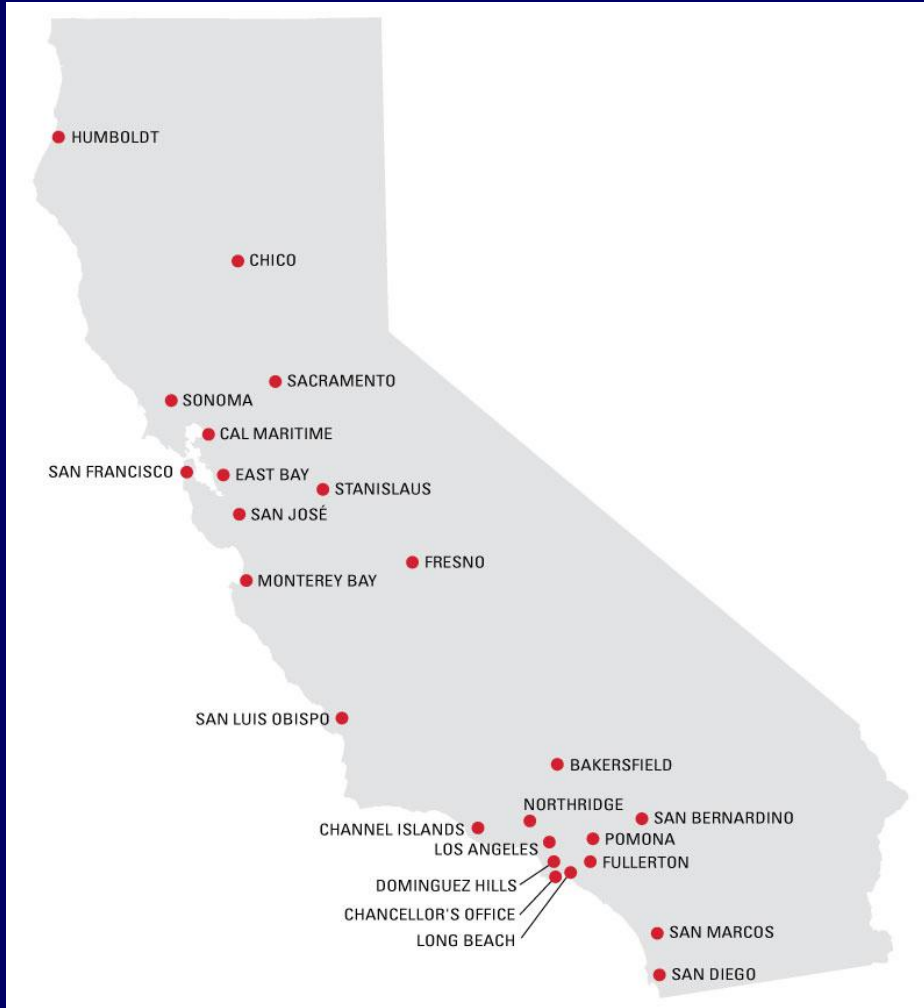 HUMBOLDT
CHICO
SACRAMENTO
SONOMA
CAL MARITIME
SAN FRANCISCO
EAST BAY
STANISLAUS
SAN JOSÉ
FRESNO
MONTEREY BAY
SAN LUIS OBISPO
BAKERSFIELD
NORTHRIDGE
SAN BERNARDINO
CHANNEL ISLANDS
POMONA
LOS ANGELES
FULLERTON
DOMINGUEZ HILLS
CHANCELLOR'S OFFICE
LONG BEACH
SAN MARCOS
SAN DIEGO